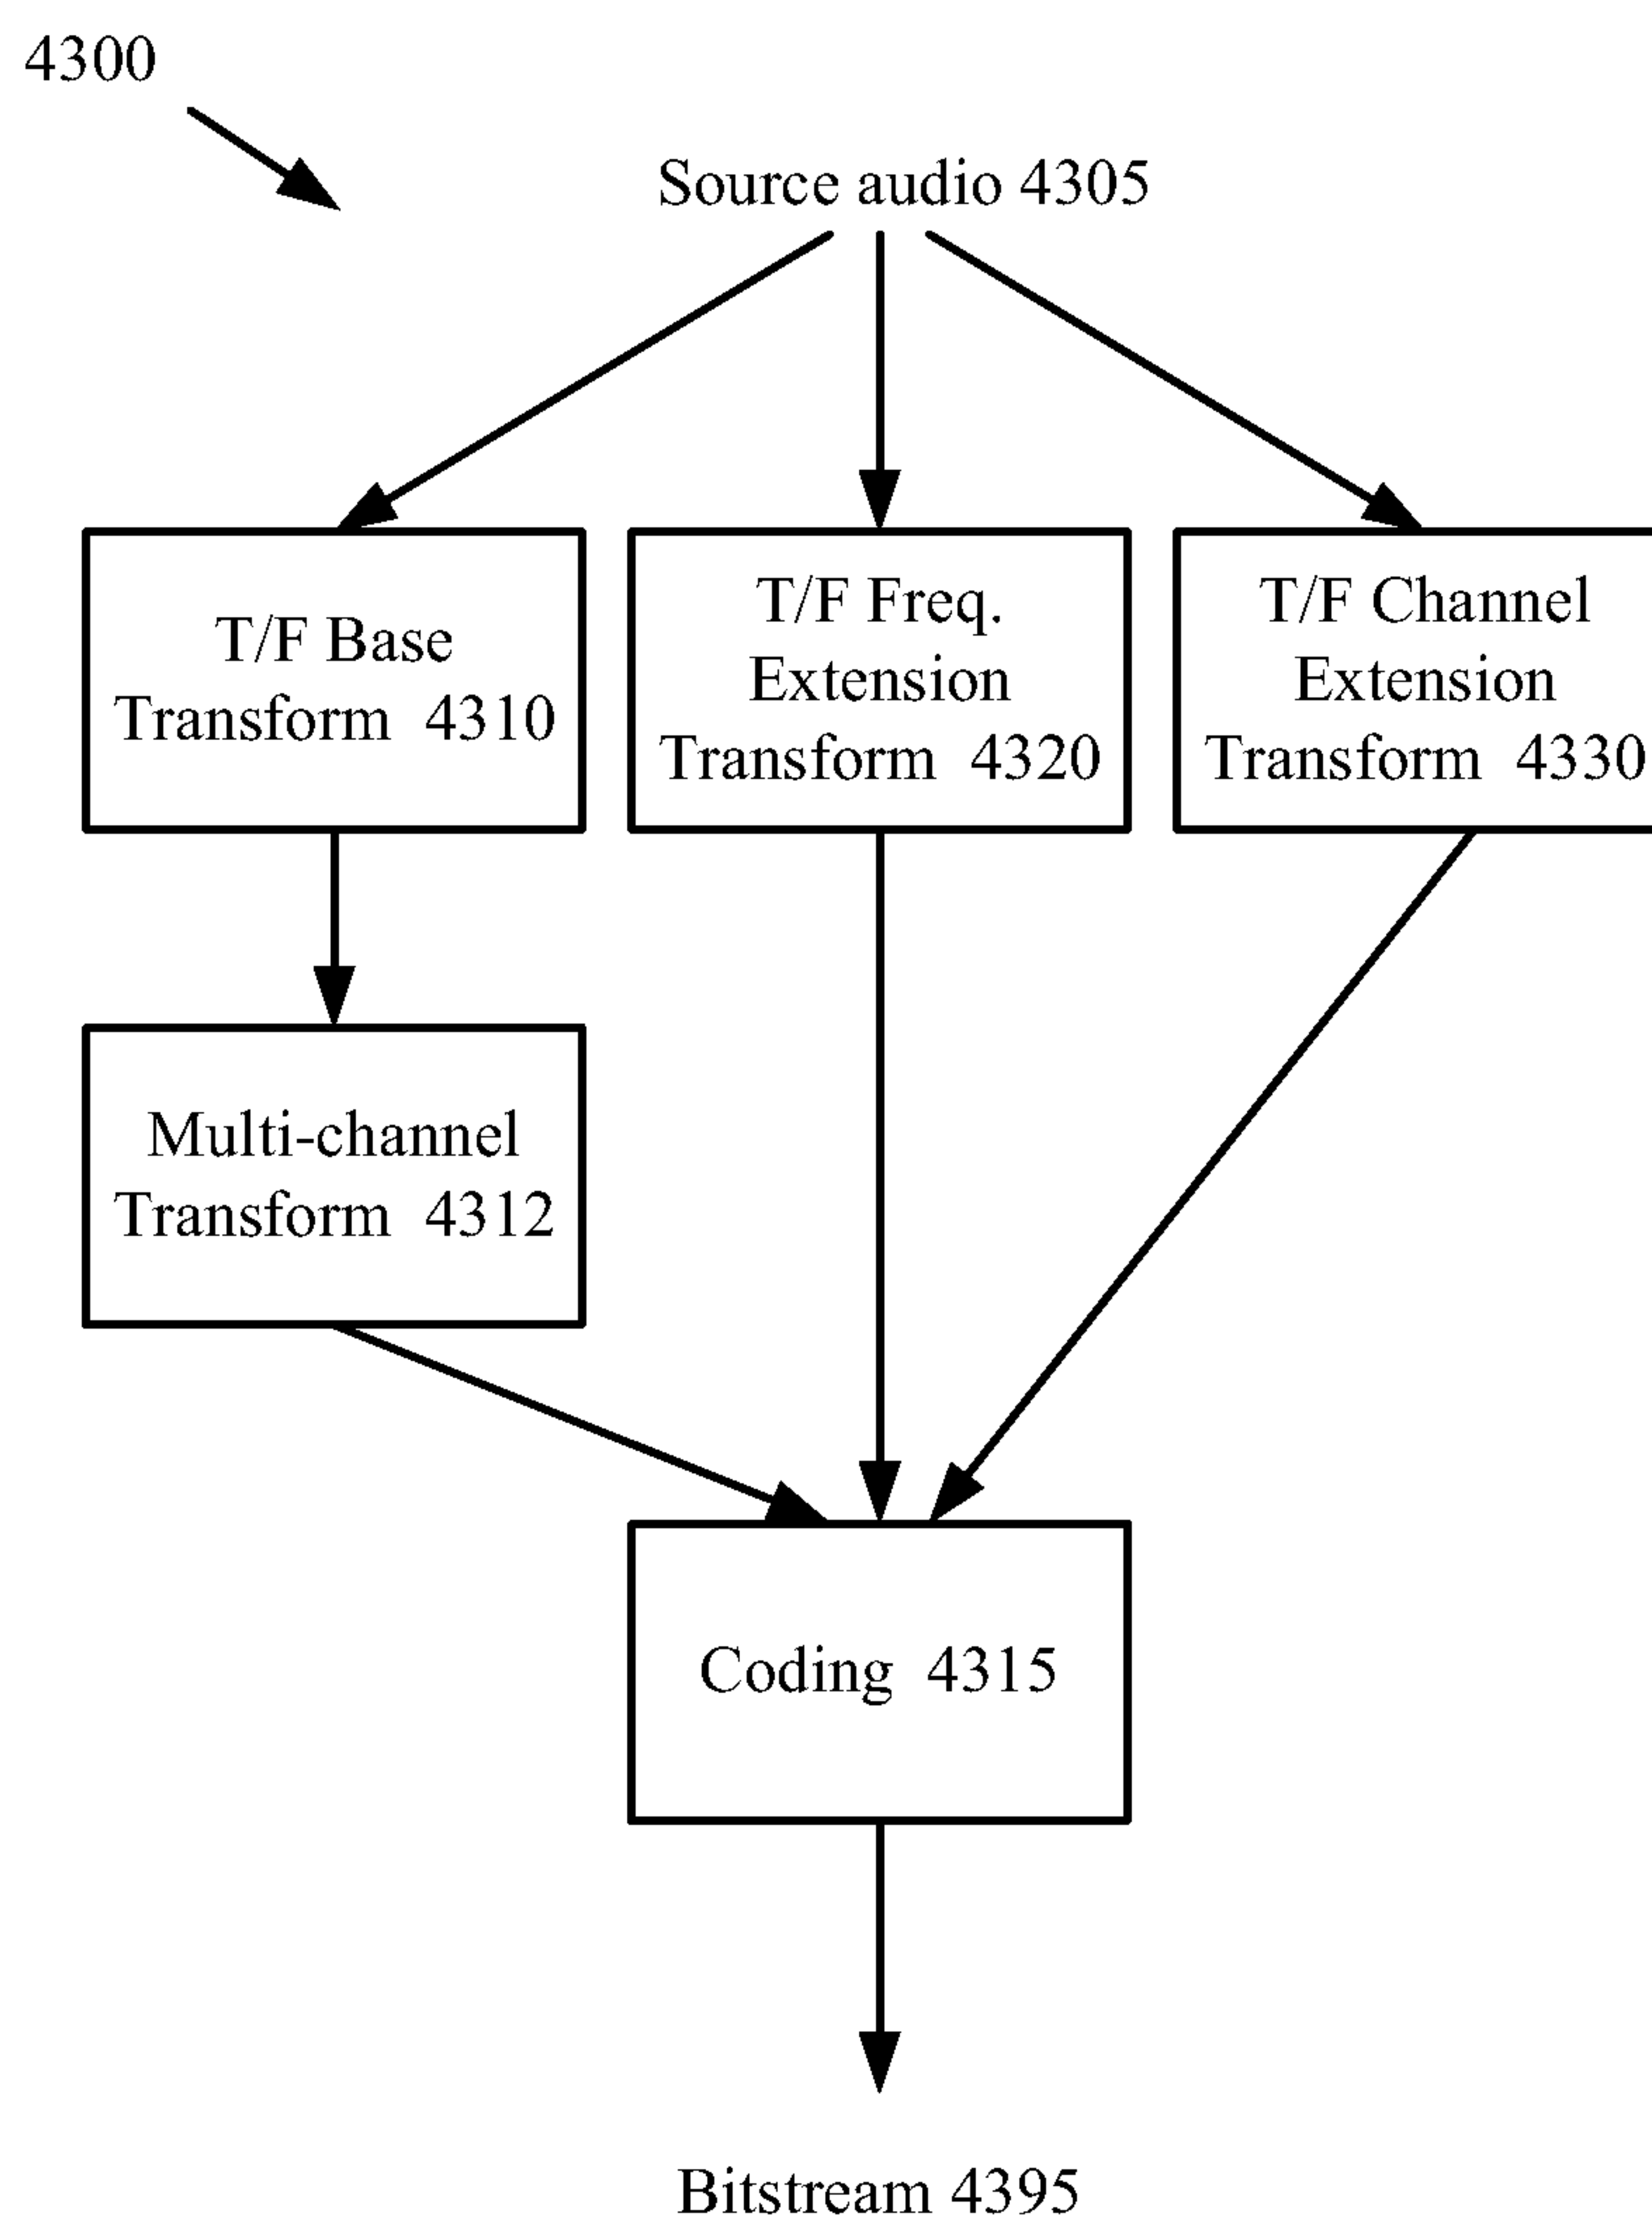 4300
Source audio 4305
T/F Base
Transform 4310
T/F Freq.
Extension
Transform 4320
T/F Channel
Extension
Transform 4330
Multi-channel
Transform 4312
Coding 4315
Bitstream 4395